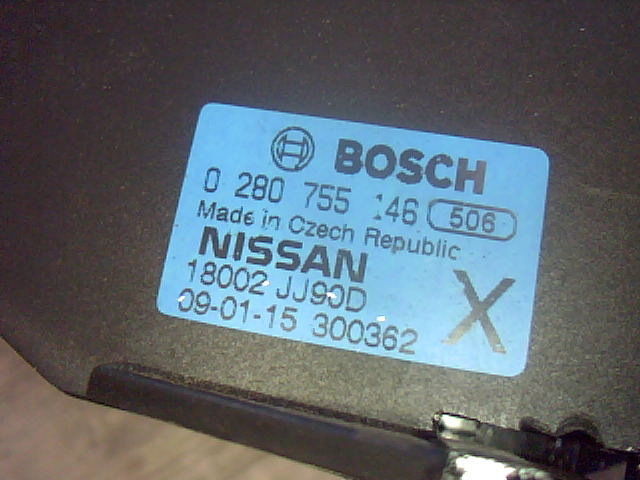 BOSCH
0 280 755 146 506
Made in Czech Republic
NISSAN
18002 JJ90D
09-01-15 300362
X